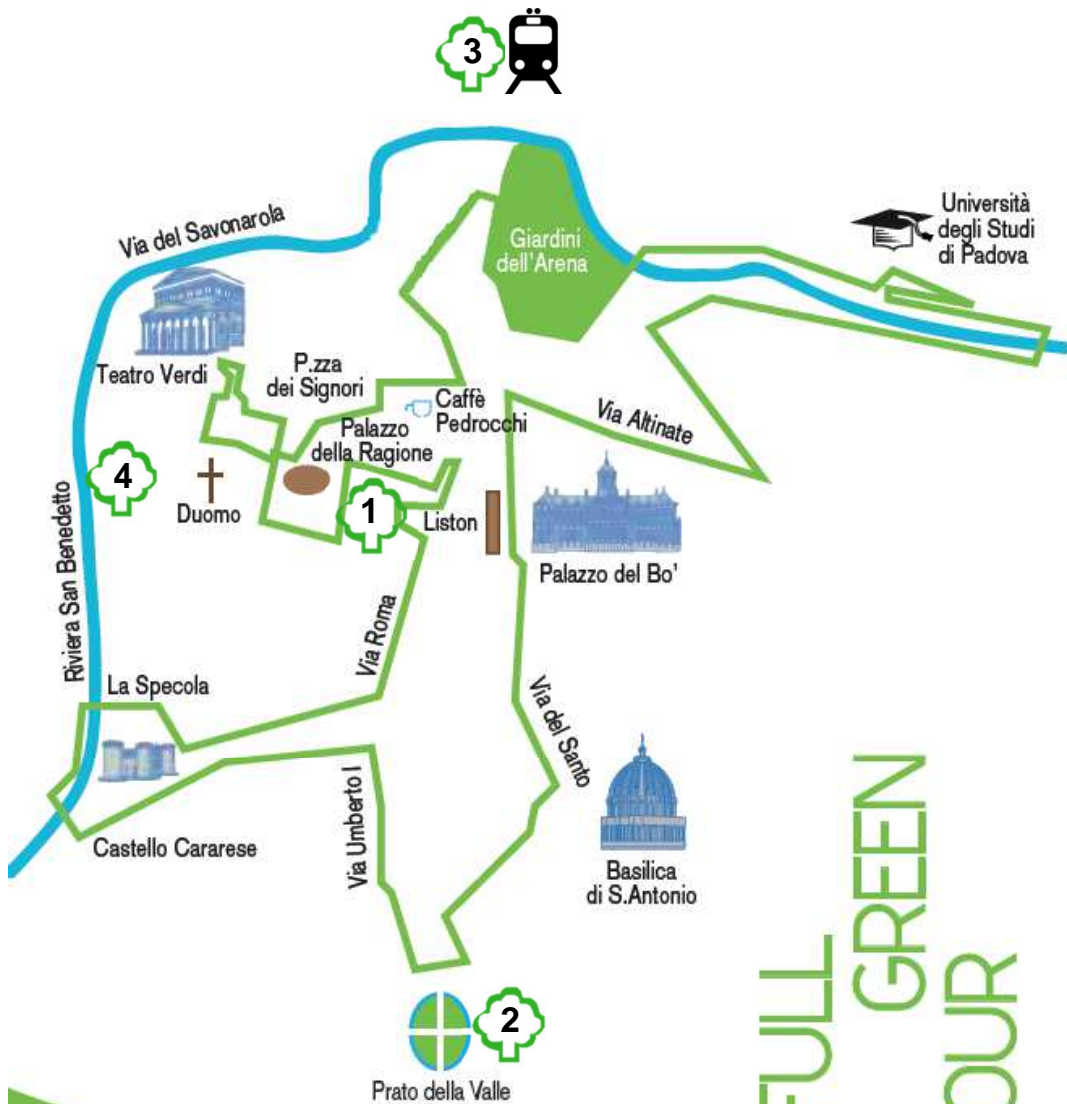 3
Via del Savonarola
Università
degli Studi
di Padova
Giardini
dell'Arena
Teatro Verdi
P.zza
dei Signori
Caffè
Pedrocchi
Via Altinate
Palazzo
della Ragione
4
Duomo
1
Liston
Palazzo del Bo'
Riviera San Benedetto
Via Roma
La Specola
Via del Santo
Castello Cararese
Via Umberto I
Basilica
di S.Antonio
2
Prato della Valle
FULL
GREEN
OUR